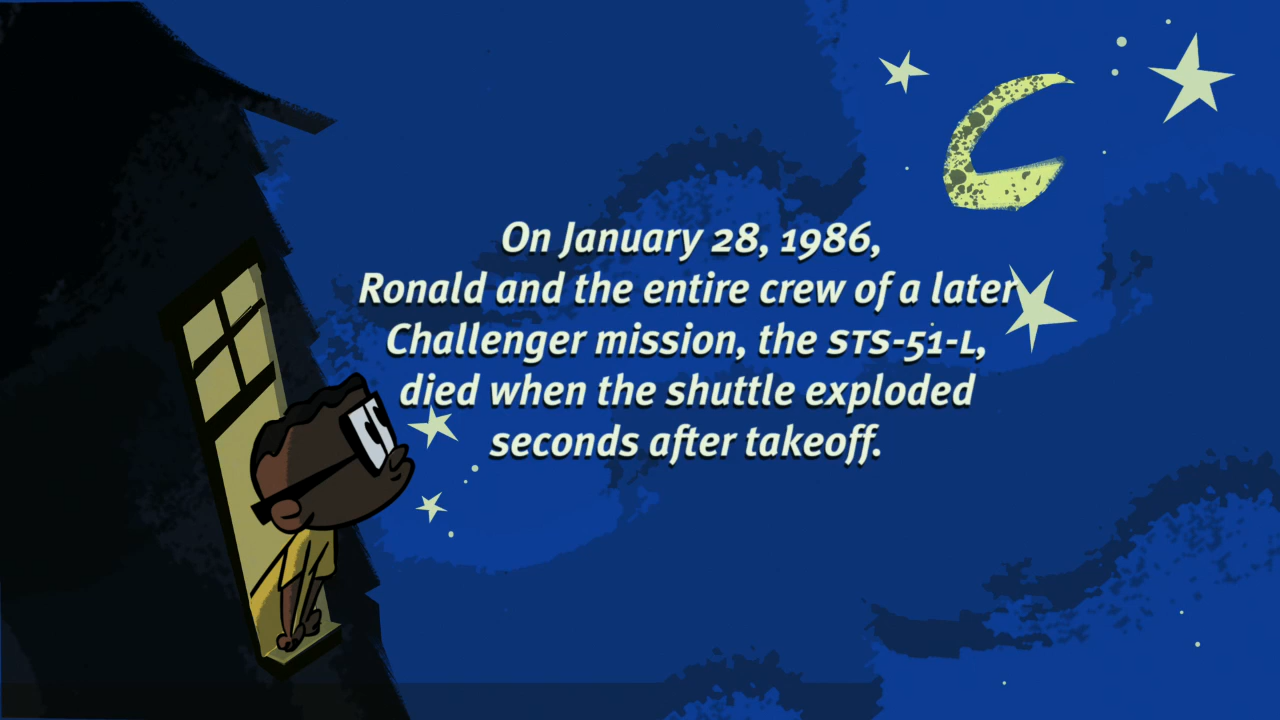 On January 28, 1986,
Ronald and the entire crew of a later
Challenger mission, the STS-51-L,
died when the shuttle exploded
seconds after takeoff.